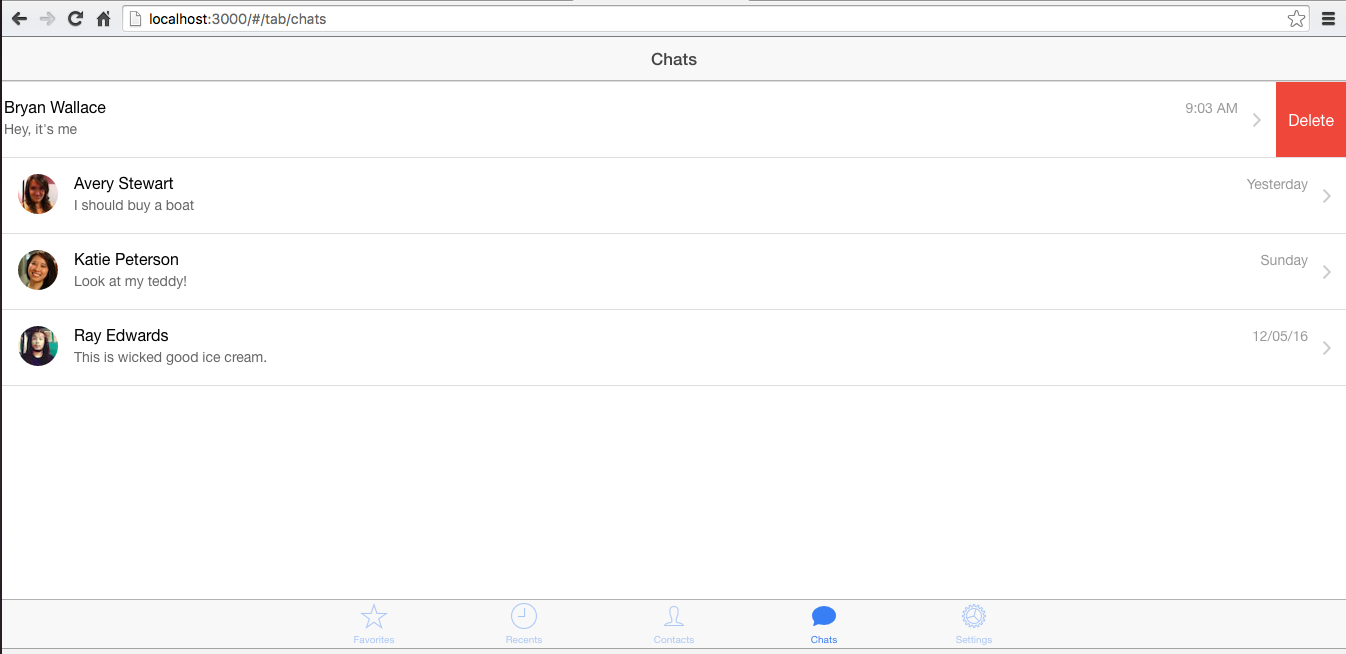 localhost:3000/#/tab/chats
Chats
Bryan Wallace
9:03 AM
Hey, it's me
Delete
Avery Stewart
Yesterday
I should buy a boat
Katie Peterson
Sunday
Look at my teddy!
Ray Edwards
12/05/16
This is wicked good ice cream.
Favorites
Recents
Contacts
Chats
Settings